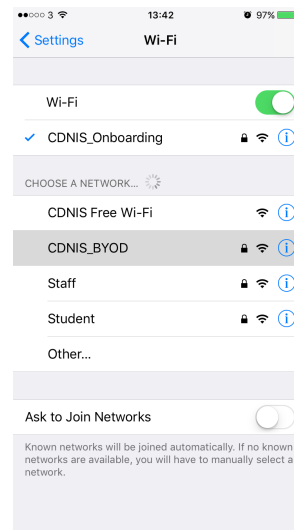 3 13:42 97%
Settings Wi-Fi
Wi-Fi
CDNIS_Onboarding
CHOOSE A NETWORK...
CDNIS Free Wi-Fi
CDNIS_BYOD
Staff
Student
Other...
Ask to Join Networks
Known networks will be joined automatically. If no known
networks are available, you will have to manually select a
network.